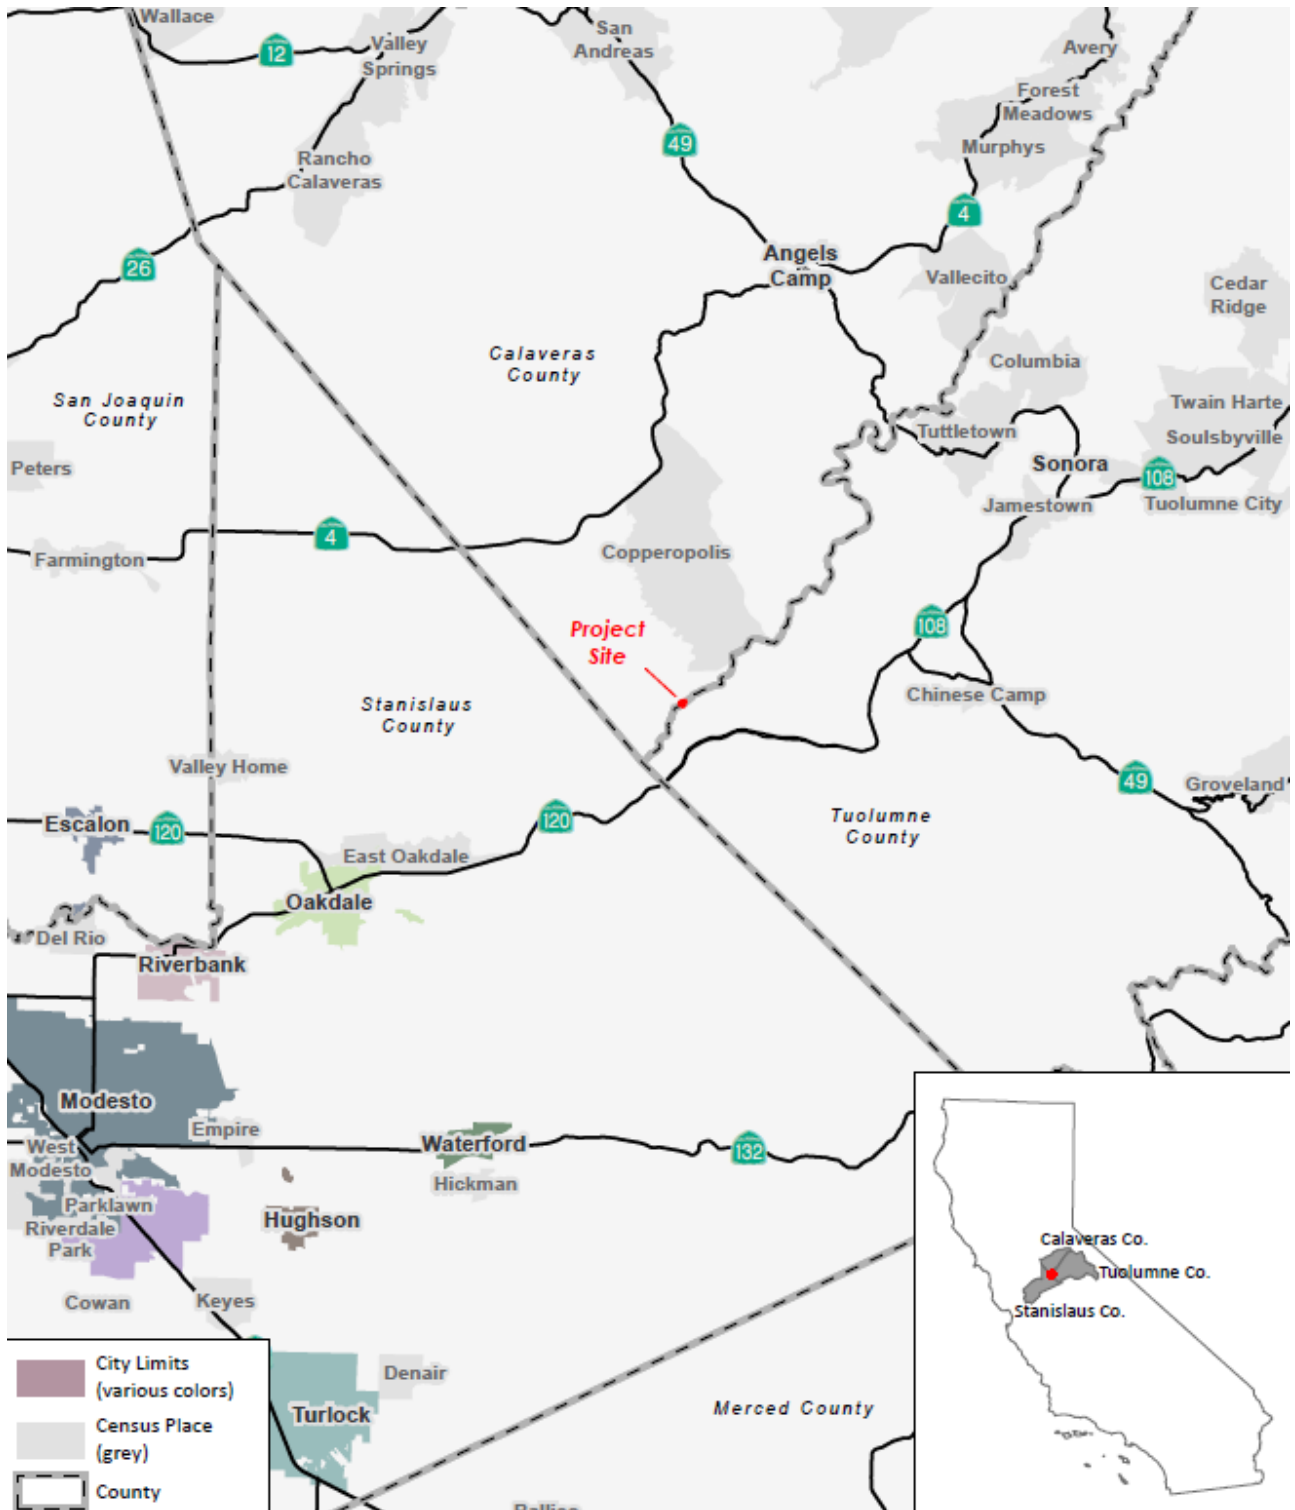 Wallace
12
Valley
Springs
San
Andreas
Avery
Forest
Meadows
Murphys
49
Rancho
Calaveras
4
26
Angels
Camp
Vallecito
Cedar
Ridge
Calaveras
County
Columbia
San Joaquin
County
Twain Harte
Tuttletown
Soulsbyville
Peters
Sonora
108
Jamestown
Tuolumne City
4
Copperopolis
Farmington
108
Project
Site
Chinese Camp
Stanislaus
County
Valley Home
49
Groveland
Escalon
120
120
Tuolumne
County
East Oakdale
Oakdale
Del Rio
Riverbank
Modesto
Empire
West
Modesto
Waterford
132
Hickman
Parklawn
Riverdale
Park
Hughson
Cowan
Keyes
Denair
Turlock
Merced County
Calaveras Co.
Tuolumne Co.
Stanislaus Co.
City Limits
(various colors)
Census Place
(grey)
County